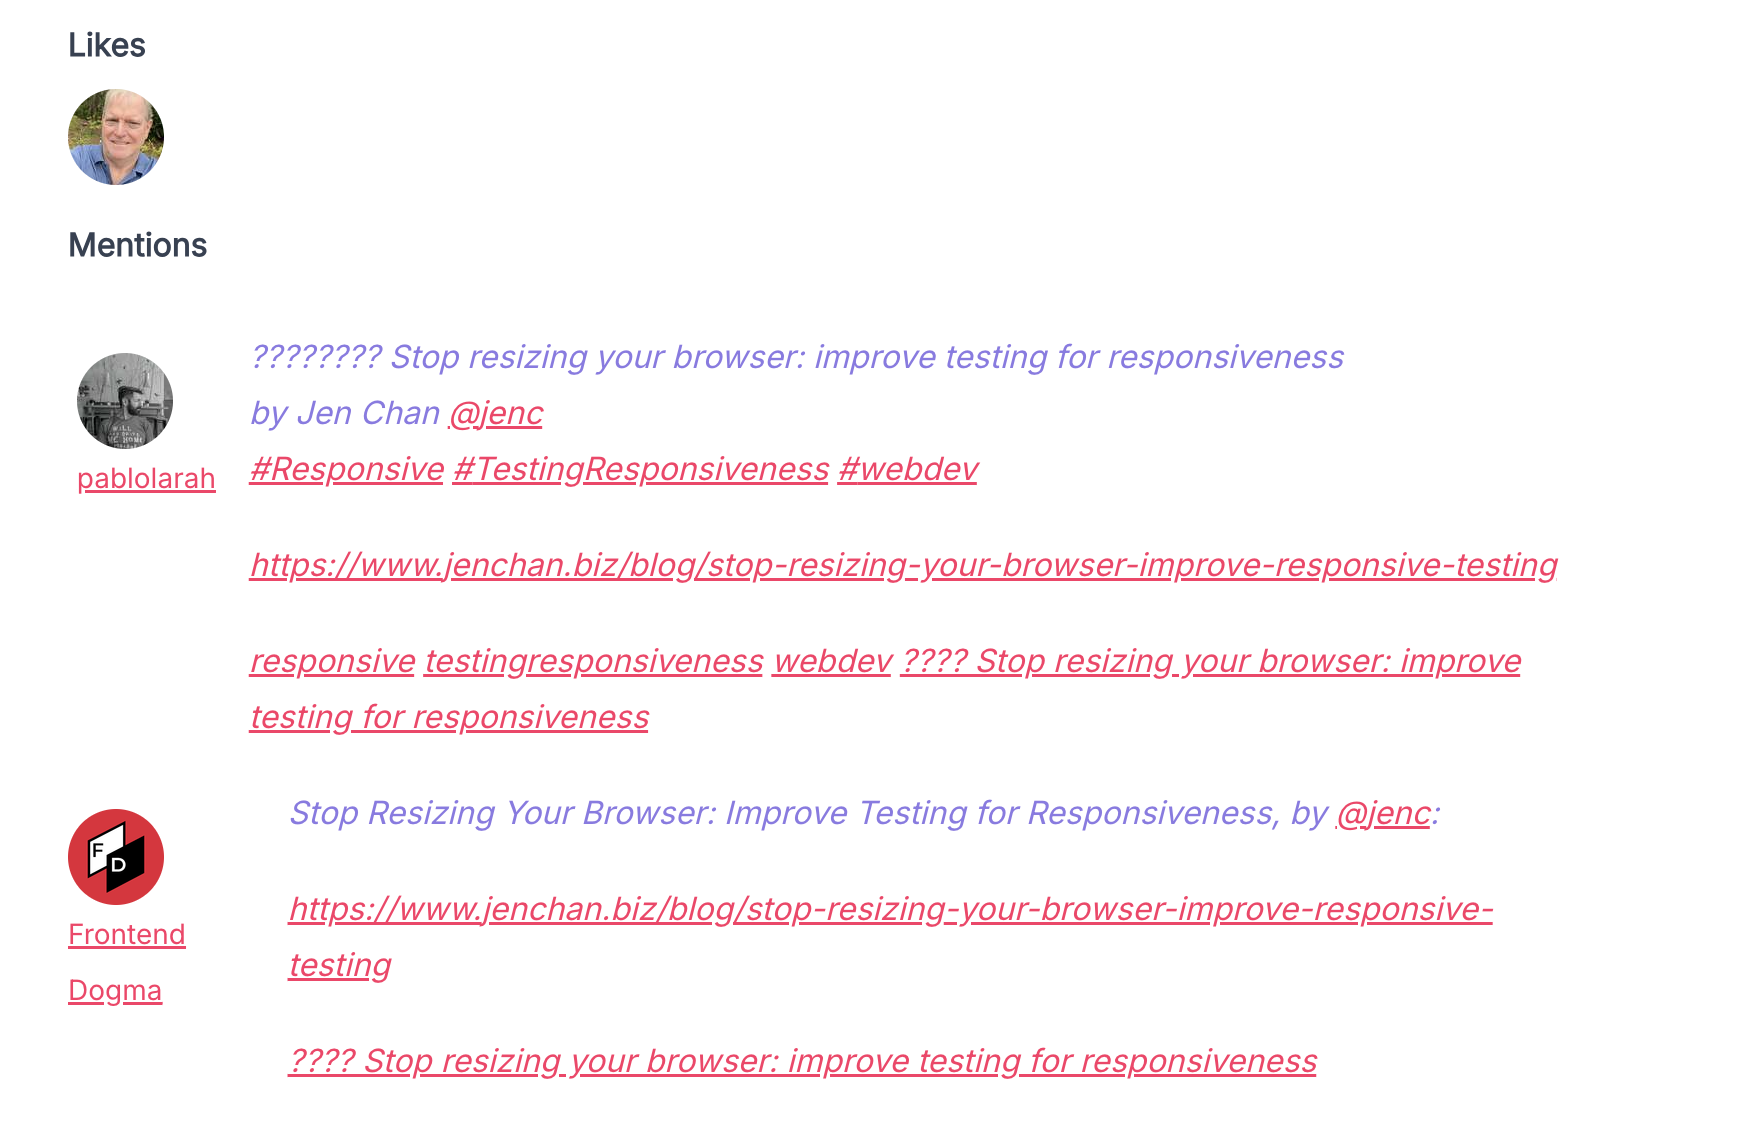 Likes
Mentions
pablolarah
???????? Stop resizing your browser: improve testing for responsiveness
by Jen Chan @jenc
#Responsive #TestingResponsiveness #webdev
https://www.jenchan.biz/blog/stop-resizing-your-browser-improve-responsive-testing
responsive testingresponsiveness webdev ???? Stop resizing your browser: improve
testing for responsiveness
F
D
Frontend
Dogma
Stop Resizing Your Browser: Improve Testing for Responsiveness, by @jenc:
https://www.jenchan.biz/blog/stop-resizing-your-browser-improve-responsive-
testing
???? Stop resizing your browser: improve testing for responsiveness